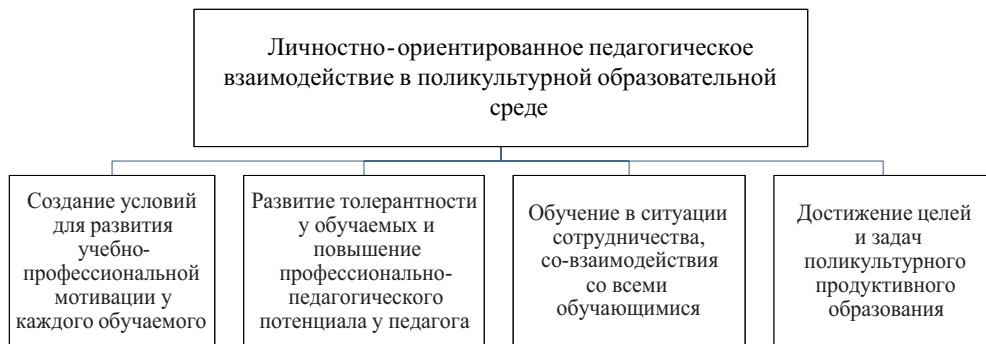 Личностно-ориентированное педагогическое
взаимодействие в поликультурной образовательной
среде
Создание условий
для развития
учебно-
профессиональной
мотивации у
каждого обучаемого
Развитие толерантности
у обучаемых и
повышение
профессионально-
педагогического
потенциала у педагога
Обучение в ситуации
сотрудничества,
со-взаимодействия
со всеми
обучающимися
Достижение целей
и задач
поликультурного
продуктивного
образования